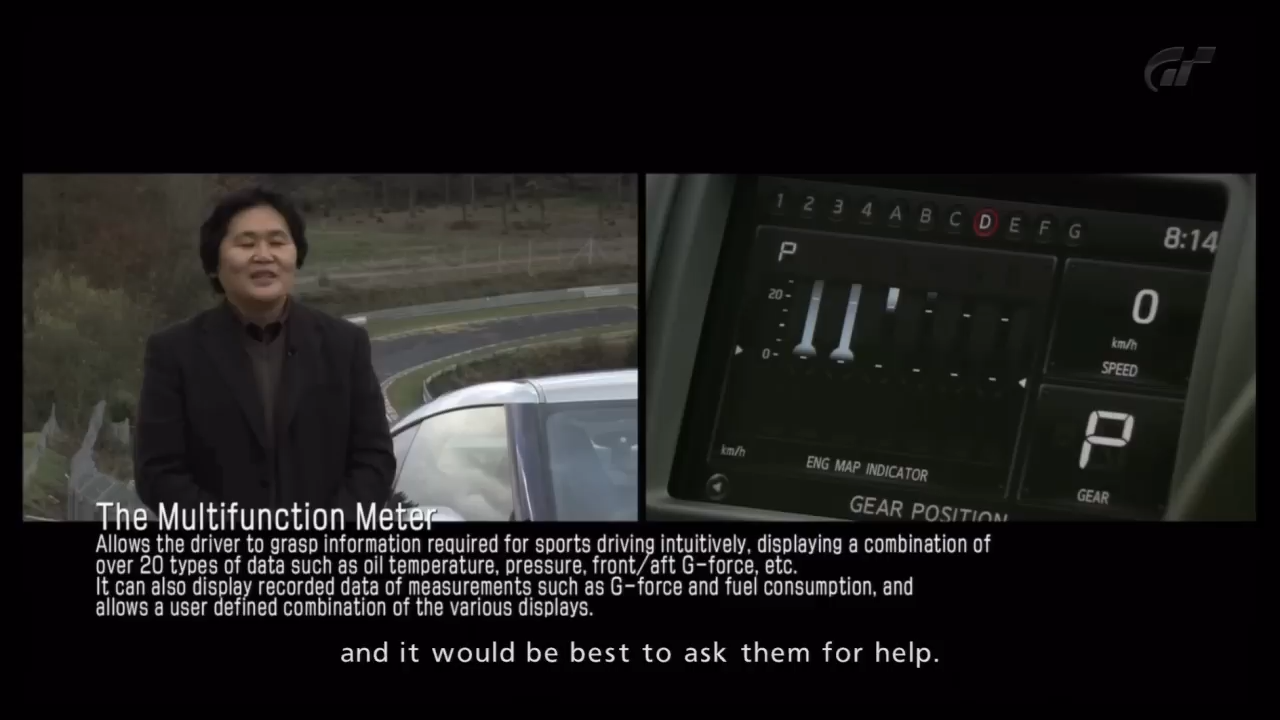 GT
1 2 3 4 A B C D E F G
8:14
P
20
0
0
km/h
SPEED
km/h
ENG MAP INDICATOR
P
GEAR
GEAR POSITION
The Multifunction Meter
Allows the driver to grasp information required for sports driving intuitively, displaying a combination of
over 20 types of data such as oil temperature, pressure, front/aft G-force, etc.
It can also display recorded data of measurements such as G-force and fuel consumption, and
allows a user defined combination of the various displays.
and it would be best to ask them for help.